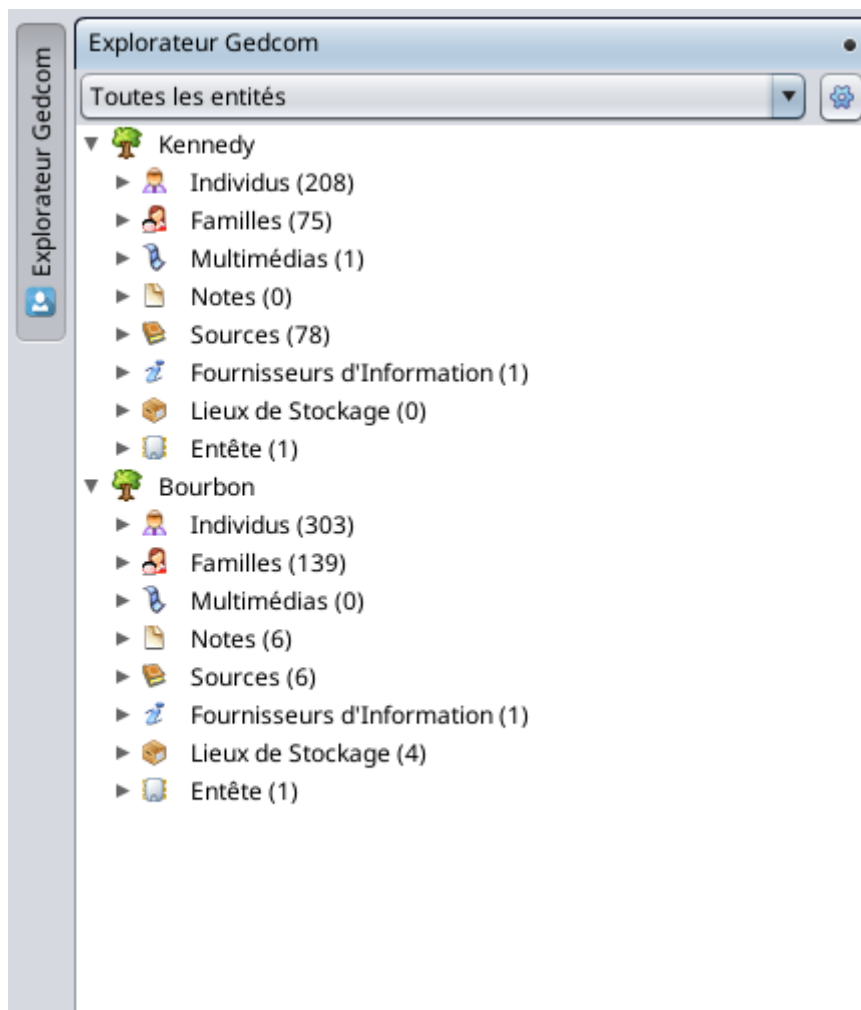 Explorateur Gedcom
Explorateur Gedcom
Toutes les entités
Kennedy
Individus (208)
Familles (75)
Multimédias (1)
Notes (0)
Sources (78)
Fournisseurs d'Information (1)
Lieux de Stockage (0)
Entête (1)
Bourbon
Individus (303)
Familles (139)
Multimédias (0)
Notes (6)
Sources (6)
Fournisseurs d'Information (1)
Lieux de Stockage (4)
Entête (1)